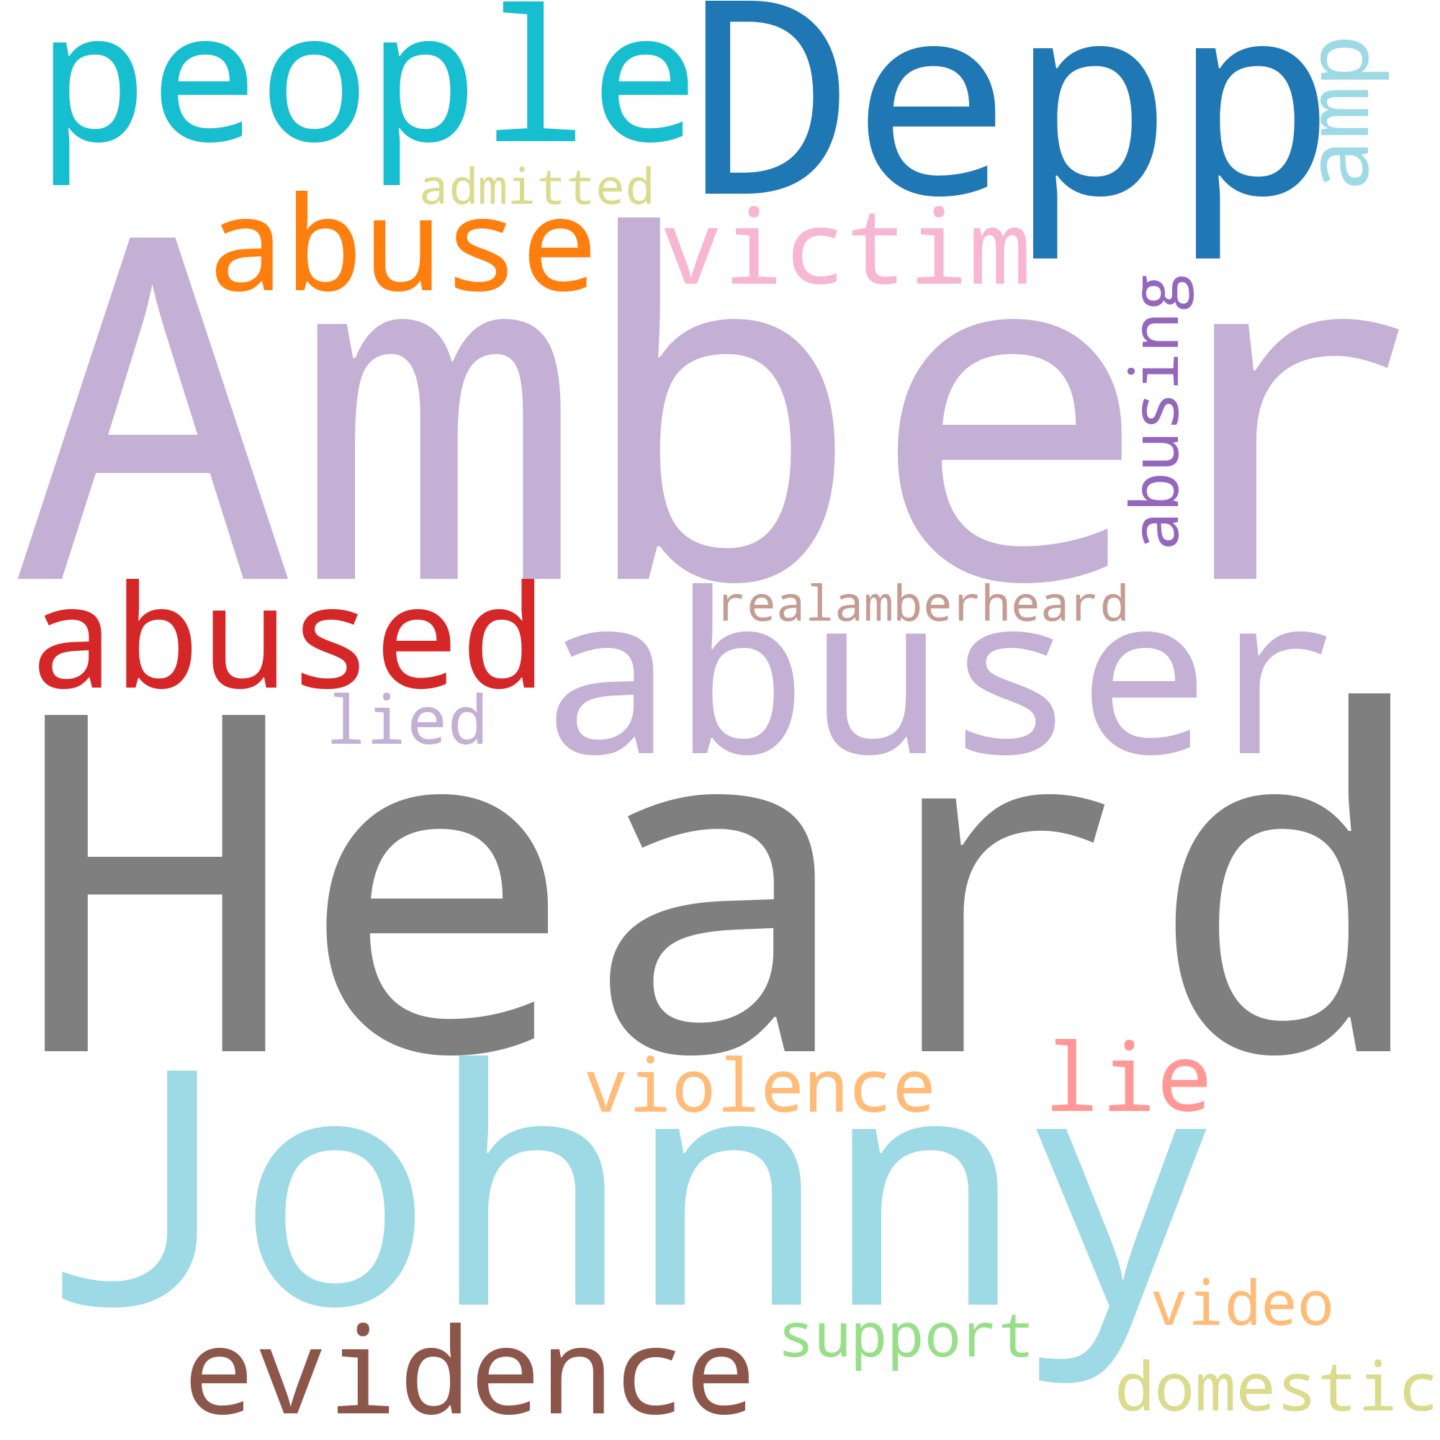 people Depp amp
admitted
abuse victim
Amber abusing
abused realamberheard
abuser
lied
Heard
violence lie
Johnny
video
evidence support
domestic